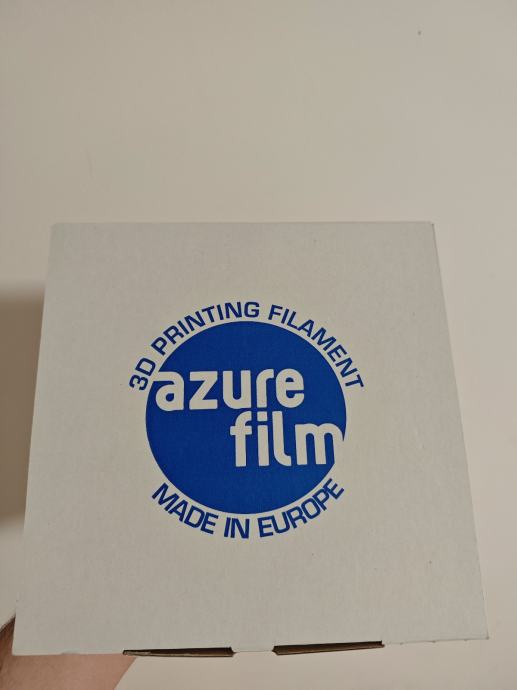 3D PRINTING FILAMENT
azure
film
MADE IN EUROPE